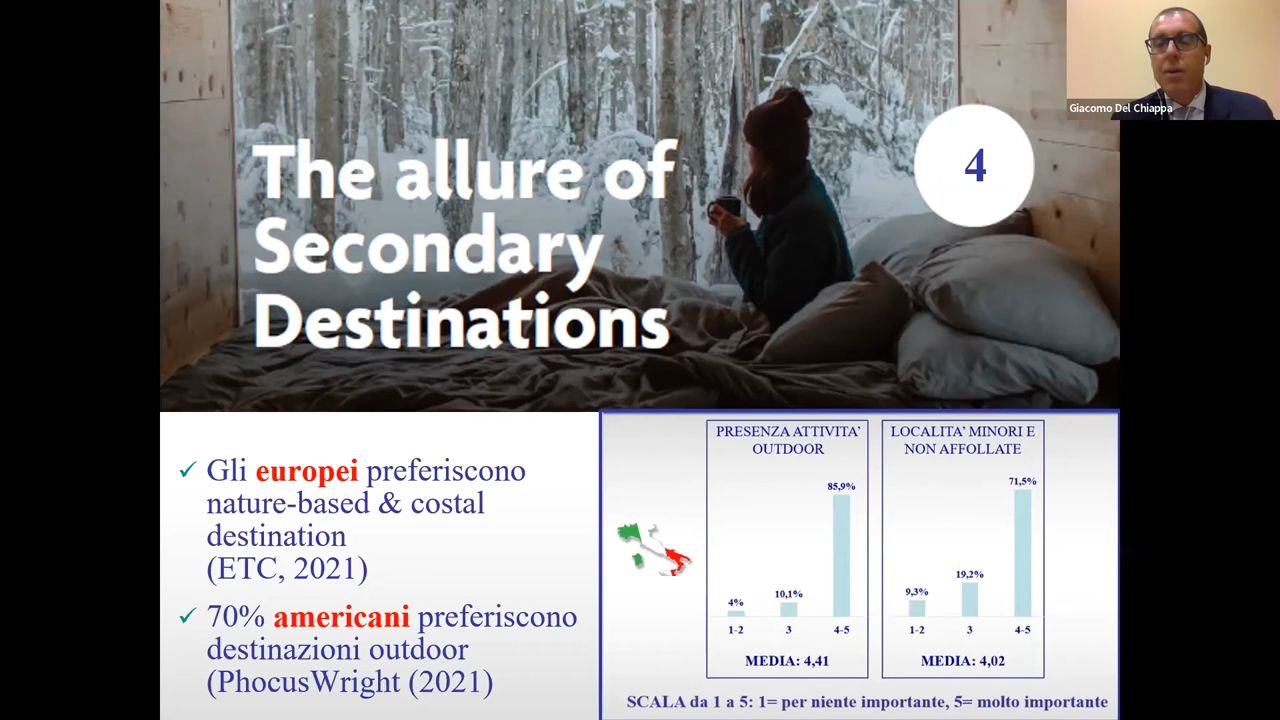 Giacomo Del Chiappa
The allure of
Secondary
Destinations
4
✓ Gli europei preferiscono
nature-based & costal
destination
(ETC, 2021)
✓ 70% americani preferiscono
destinazioni outdoor
(PhocusWright (2021)
PRESENZA ATTIVITA'
OUTDOOR
85,9%
10,1%
4%
1-2 3 4-5
MEDIA: 4,41
LOCALITA' MINORI E
NON AFFOLLATE
71,5%
19,2%
9,3%
1-2 3 4-5
MEDIA: 4,02
SCALA da 1 a 5: 1= per niente importante, 5= molto importante